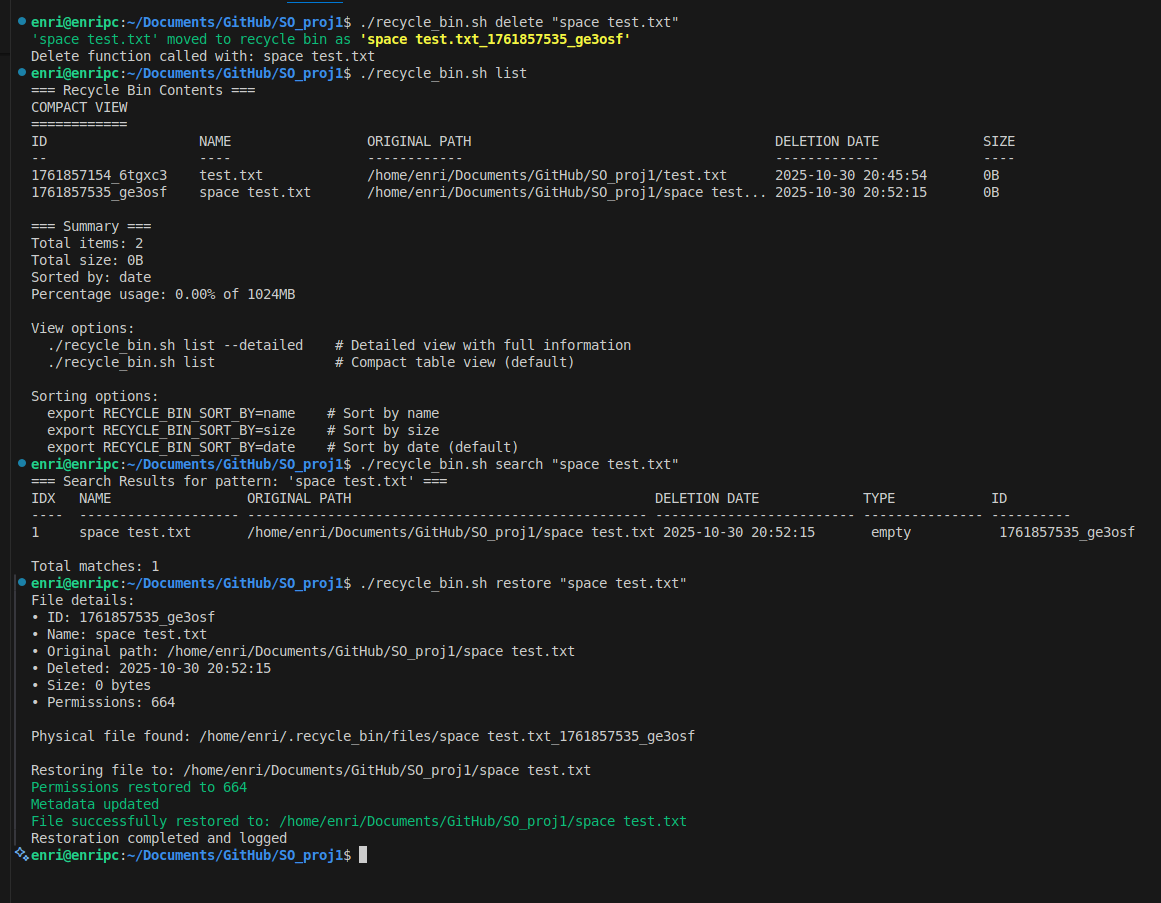 enri@enripc:~/Documents/GitHub/SO_proj1$ ./recycle_bin.sh delete "space test.txt"
'space test.txt' moved to recycle bin as 'space test.txt_1761857535_ge3osf'
Delete function called with: space test.txt
enri@enripc:~/Documents/GitHub/SO_proj1$ ./recycle_bin.sh list
=== Recycle Bin Contents ===
COMPACT VIEW
============
ID                   NAME                 ORIGINAL PATH                                      DELETION DATE             SIZE
--                   ----                 ------------                                       -------------             ----
1761857154_6tgxc3    test.txt             /home/enri/Documents/GitHub/SO_proj1/test.txt      2025-10-30 20:45:54       0B
1761857535_ge3osf    space test.txt       /home/enri/Documents/GitHub/SO_proj1/space test... 2025-10-30 20:52:15       0B

=== Summary ===
Total items: 2
Total size: 0B
Sorted by: date
Percentage usage: 0.00% of 1024MB

View options:
  ./recycle_bin.sh list --detailed    # Detailed view with full information
  ./recycle_bin.sh list               # Compact table view (default)

Sorting options:
  export RECYCLE_BIN_SORT_BY=name    # Sort by name
  export RECYCLE_BIN_SORT_BY=size    # Sort by size
  export RECYCLE_BIN_SORT_BY=date    # Sort by date (default)
enri@enripc:~/Documents/GitHub/SO_proj1$ ./recycle_bin.sh search "space test.txt"
=== Search Results for pattern: 'space test.txt' ===
IDX   NAME                 ORIGINAL PATH                                      DELETION DATE             TYPE            ID
----  -------------------- -------------------------------------------------- ------------------------- --------------- ----------
1     space test.txt       /home/enri/Documents/GitHub/SO_proj1/space test.txt 2025-10-30 20:52:15       empty           1761857535_ge3osf

Total matches: 1
enri@enripc:~/Documents/GitHub/SO_proj1$ ./recycle_bin.sh restore "space test.txt"
File details:
• ID: 1761857535_ge3osf
• Name: space test.txt
• Original path: /home/enri/Documents/GitHub/SO_proj1/space test.txt
• Deleted: 2025-10-30 20:52:15
• Size: 0 bytes
• Permissions: 664

Physical file found: /home/enri/.recycle_bin/files/space test.txt_1761857535_ge3osf

Restoring file to: /home/enri/Documents/GitHub/SO_proj1/space test.txt
Permissions restored to 664
Metadata updated
File successfully restored to: /home/enri/Documents/GitHub/SO_proj1/space test.txt
Restoration completed and logged
enri@enripc:~/Documents/GitHub/SO_proj1$